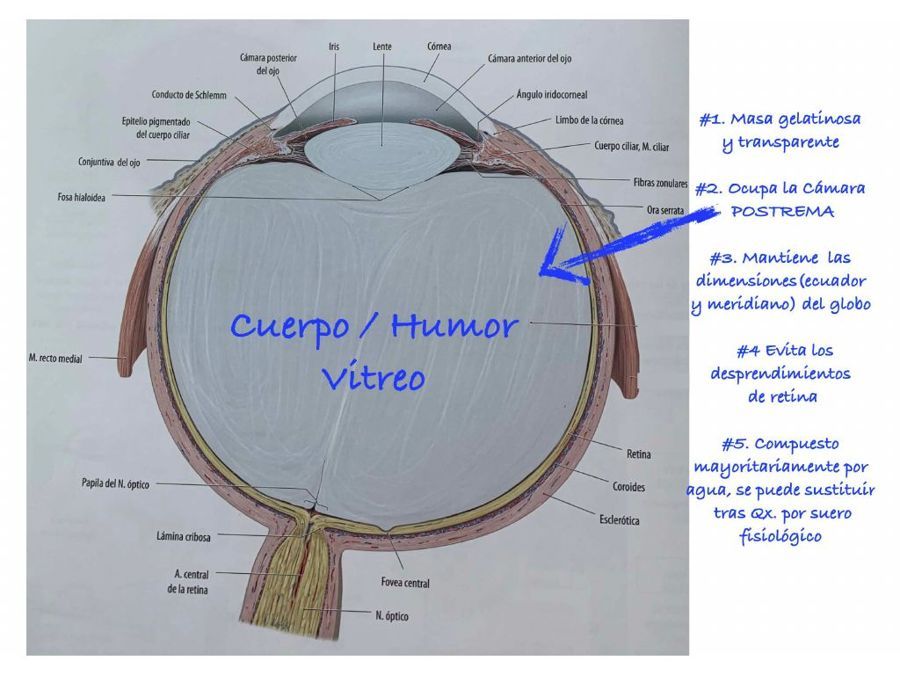 Iris
Lente
Córnea
Cámara posterior
del ojo
Cámara anterior del ojo
Conducto de Schlemm
Ángulo iridocorneal
Epitelio pigmentado
del cuerpo ciliar
Limbo de la córnea
Cuerpo ciliar, M. ciliar
Conjuntiva del ojo
Fibras zonulares
Fosa hialoidea
Ora serrata
Cuerpo / Humor
Vitreo
M. recto medial
Retina
Papila del N. óptico
Coroides
Esclerótica
Lámina cribosa
A. central
de la retina
Fovea central
N. óptico
#1. Masa gelatinosa
y transparente
#2. Ocupa la Cámara
POSTREMA
#3. Mantiene las
dimensiones(ecuador
y meridiano) del globo
#4 Evita los
desprendimientos
de retina
#5. Compuesto
mayoritariamente por
agua, se puede sustituir
tras Qx. por suero
fisiológico